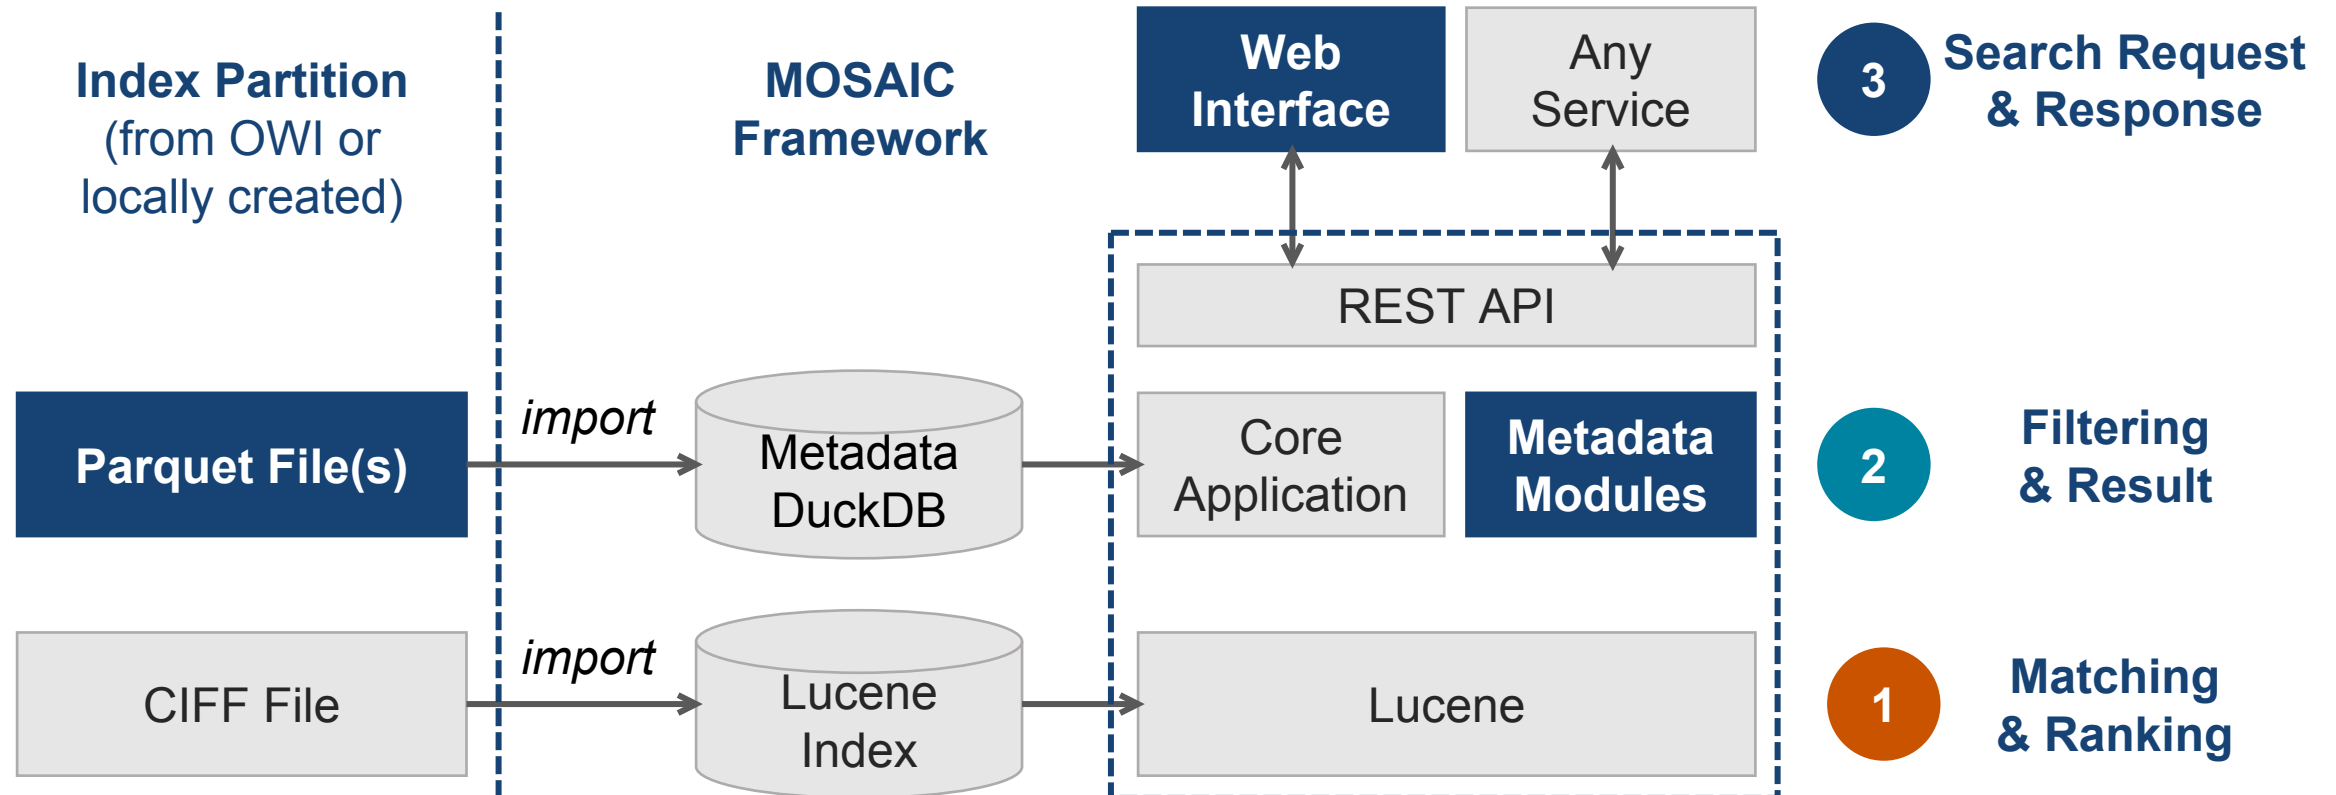 Index Partition
(from OWI or
locally created)
MOSAIC
Framework
Web
Interface
Any
Service
3
Search Request
& Response
REST API
Parquet File(s)
import
Metadata
DuckDB
Core
Application
Metadata
Modules
2
Filtering
& Result
CIFF File
import
Lucene
Index
Lucene
1
Matching
& Ranking